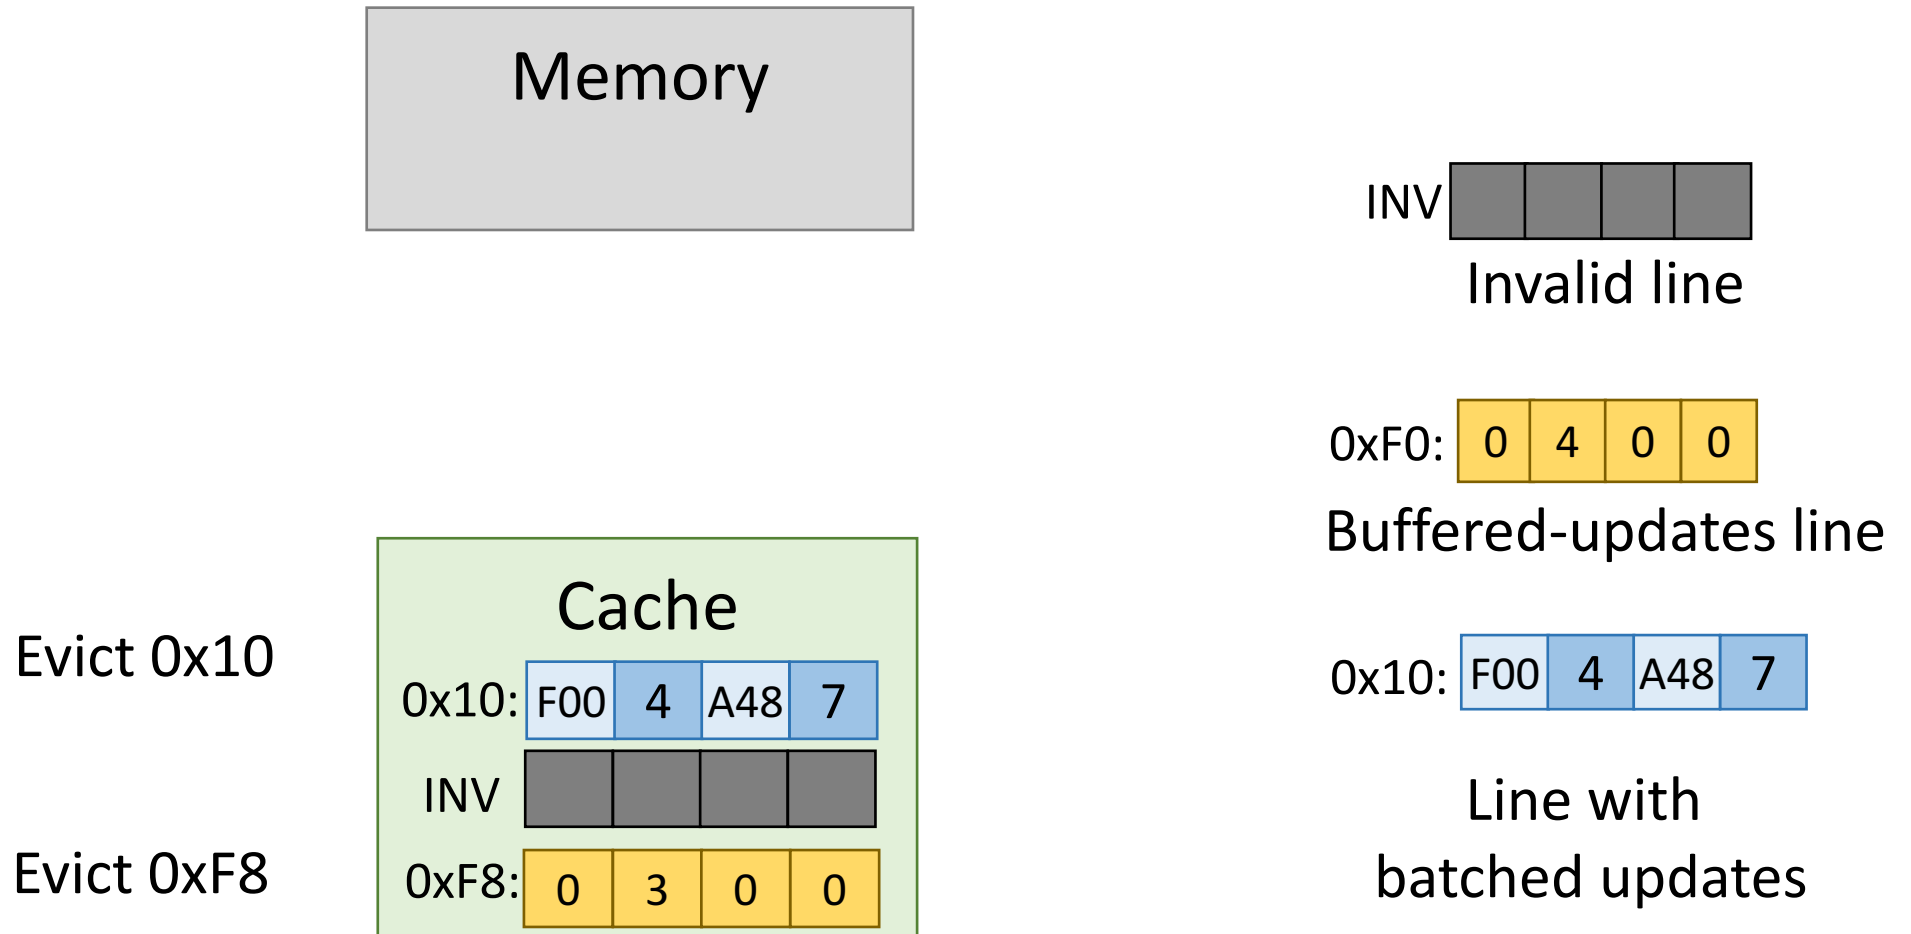 Memory
INV
Invalid line
0xF0: 0 4 0 0
Buffered-updates line
0x10: F00 4 A48 7
Line with
batched updates
Cache
Evict 0x10
0x10: F00 4 A48 7
INV
Evict 0xF8
0xF8: 0 3 0 0